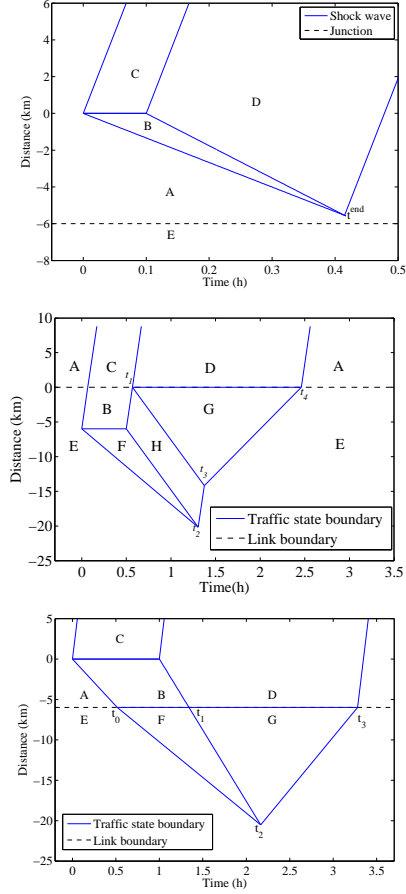 6
4
2
0
−2
−4
−6
−8
Distance (km)
Shock wave
Junction
C
D
B
A
E
t^end
0 0.1 0.2 0.3 0.4 0.5
Time (h)
10
5
0
−5
−10
−15
−20
−25
Distance (km)
A C D A
t_1 t_4
B G
E F H E
t_3
t_2
Traffic state boundary
Link boundary
0 0.5 1 1.5 2 2.5 3 3.5
Time(h)
5
0
−5
−10
−15
−20
−25
Distance (km)
C
A B D
E t_0 F t_1 G t_3
t_2
Traffic state boundary
Link boundary
0 0.5 1 1.5 2 2.5 3 3.5
Time (h)